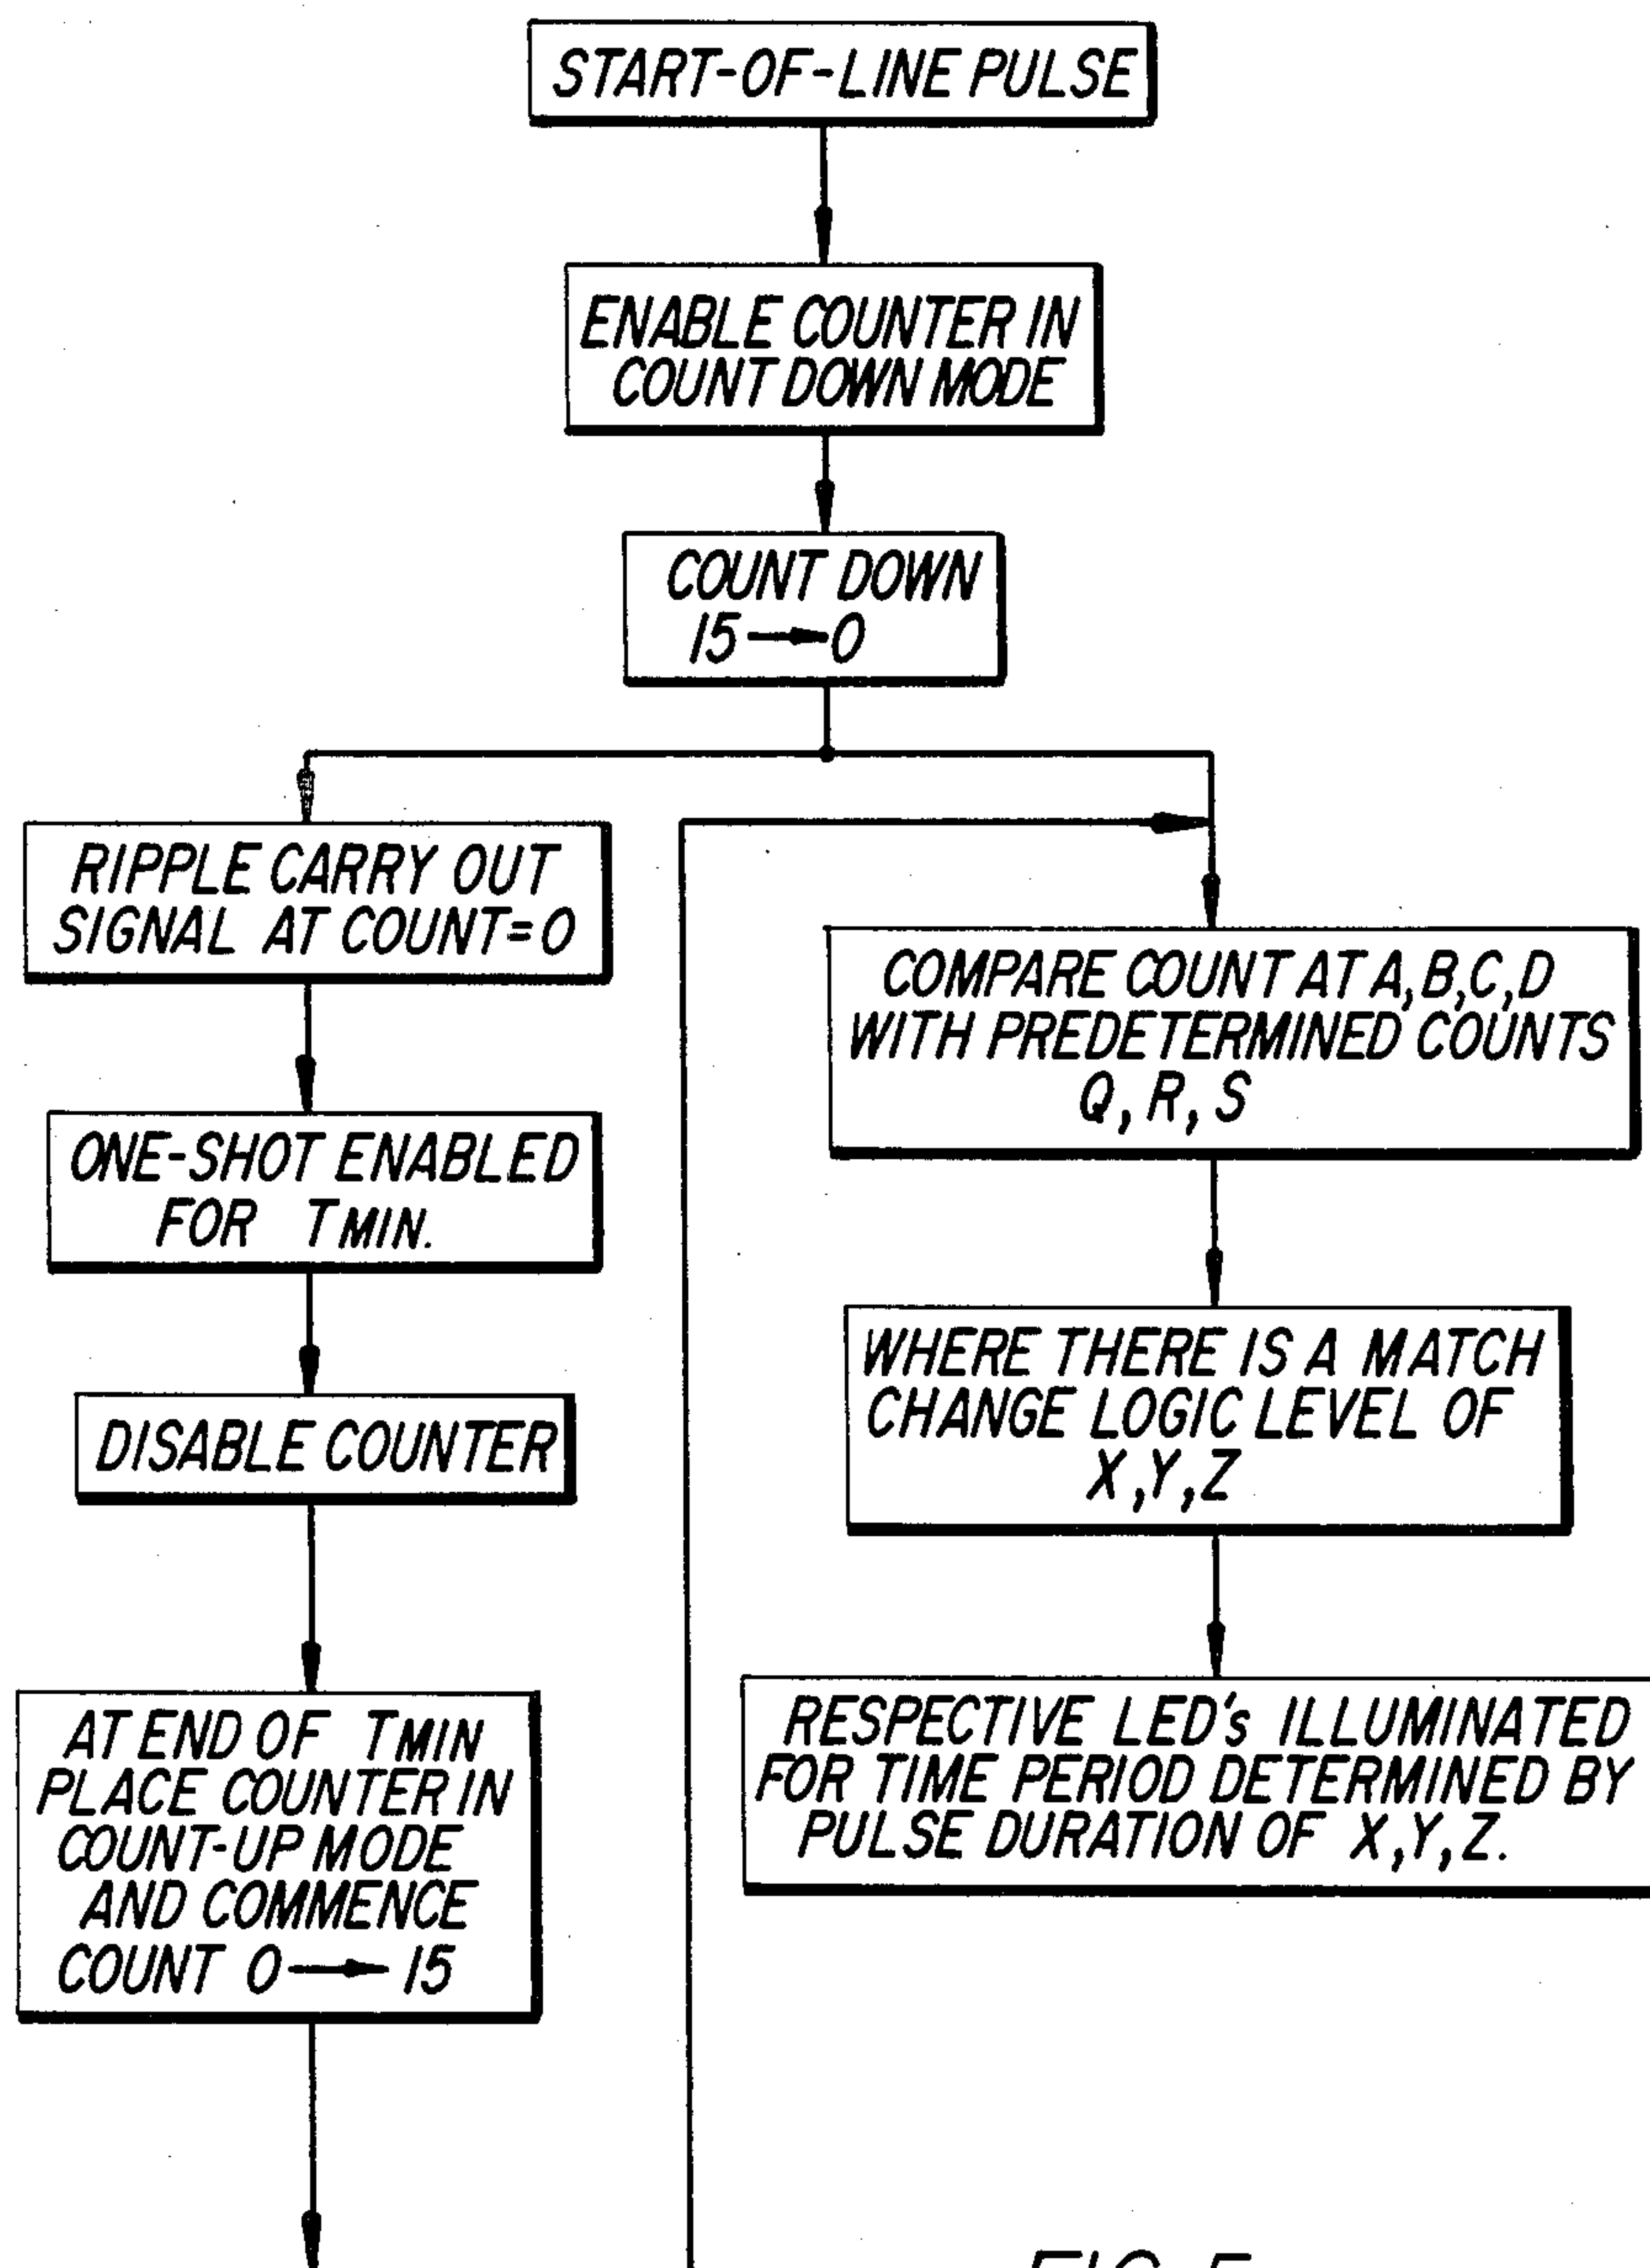 START-OF-LINE PULSE
ENABLE COUNTER IN
COUNT DOWN MODE
COUNT DOWN
15→0
RIPPLE CARRY OUT
SIGNAL AT COUNT=0
ONE-SHOT ENABLED
FOR TMIN.
DISABLE COUNTER
AT END OF TMIN
PLACE COUNTER IN
COUNT-UP MODE
AND COMMENCE
COUNT 0→15
COMPARE COUNT AT A,B,C,D
WITH PREDETERMINED COUNTS
Q, R, S
WHERE THERE IS A MATCH
CHANGE LOGIC LEVEL OF
X,Y,Z
RESPECTIVE LED's ILLUMINATED
FOR TIME PERIOD DETERMINED BY
PULSE DURATION OF X,Y,Z.